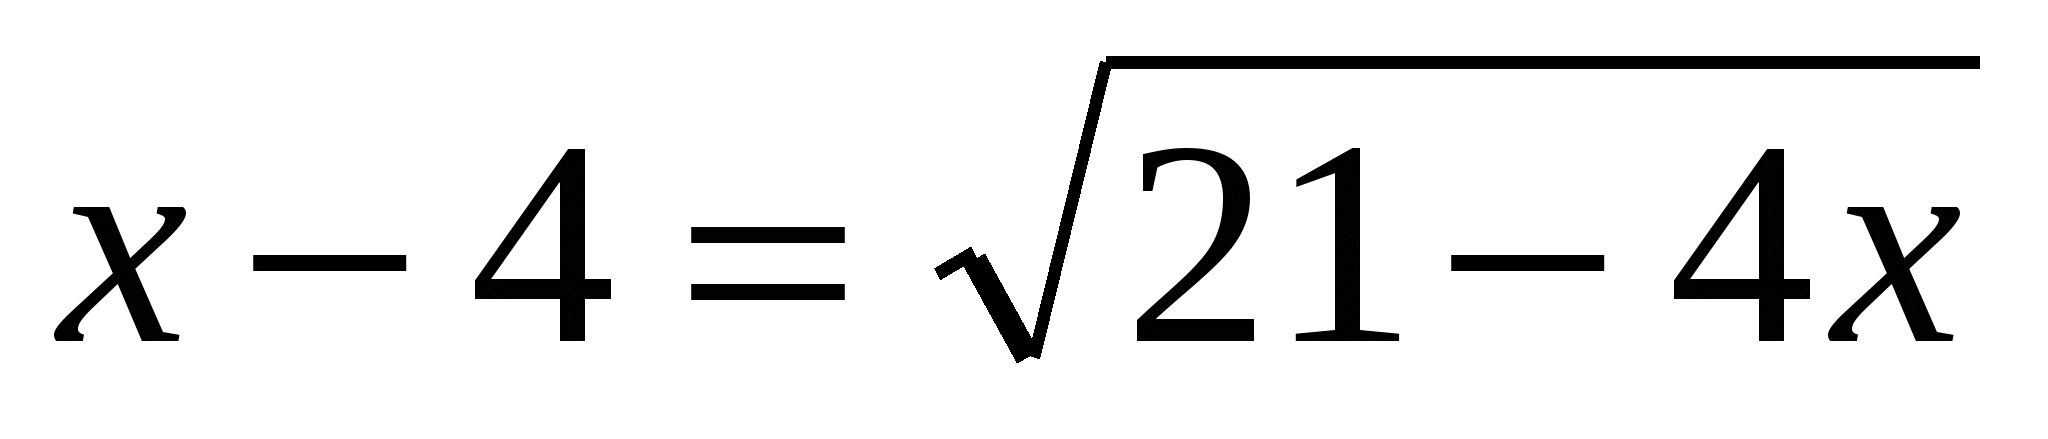 x − 4 = √21 − 4x